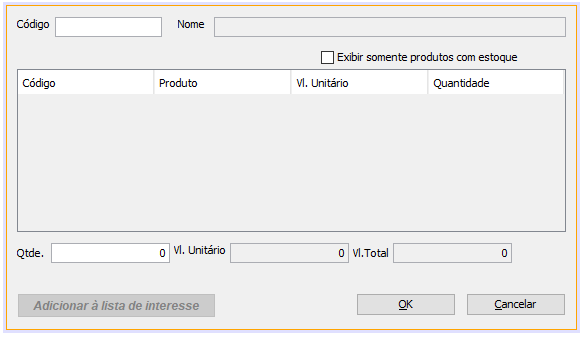 Código Nome
Exibir somente produtos com estoque
Código Produto Vl. Unitário Quantidade
Qtde. 0 Vl. Unitário 0 Vl.Total 0
Adicionar à lista de interesse OK Cancelar